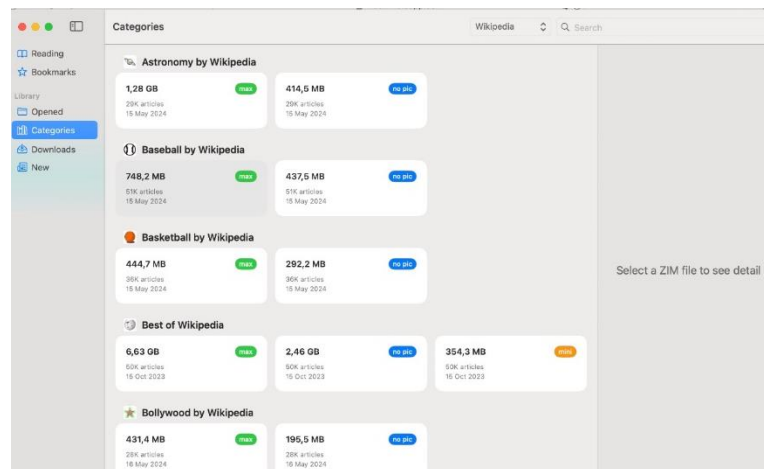 Categories
Wikipedia
Search
Reading
Bookmarks
Library
Opened
Categories
Downloads
New
Astronomy by Wikipedia
1,28 GB max
29K articles
15 May 2024
414,5 MB no pic
29K articles
15 May 2024
Baseball by Wikipedia
748,2 MB max
51K articles
15 May 2024
437,5 MB no pic
51K articles
15 May 2024
Basketball by Wikipedia
444,7 MB max
36K articles
15 May 2024
292,2 MB no pic
36K articles
15 May 2024
Best of Wikipedia
6,63 GB max
50K articles
15 Oct 2023
2,46 GB no pic
50K articles
15 Oct 2023
354,3 MB mini
50K articles
15 Oct 2023
Bollywood by Wikipedia
431,4 MB max
28K articles
16 May 2024
195,5 MB no pic
28K articles
16 May 2024
Select a ZIM file to see detail